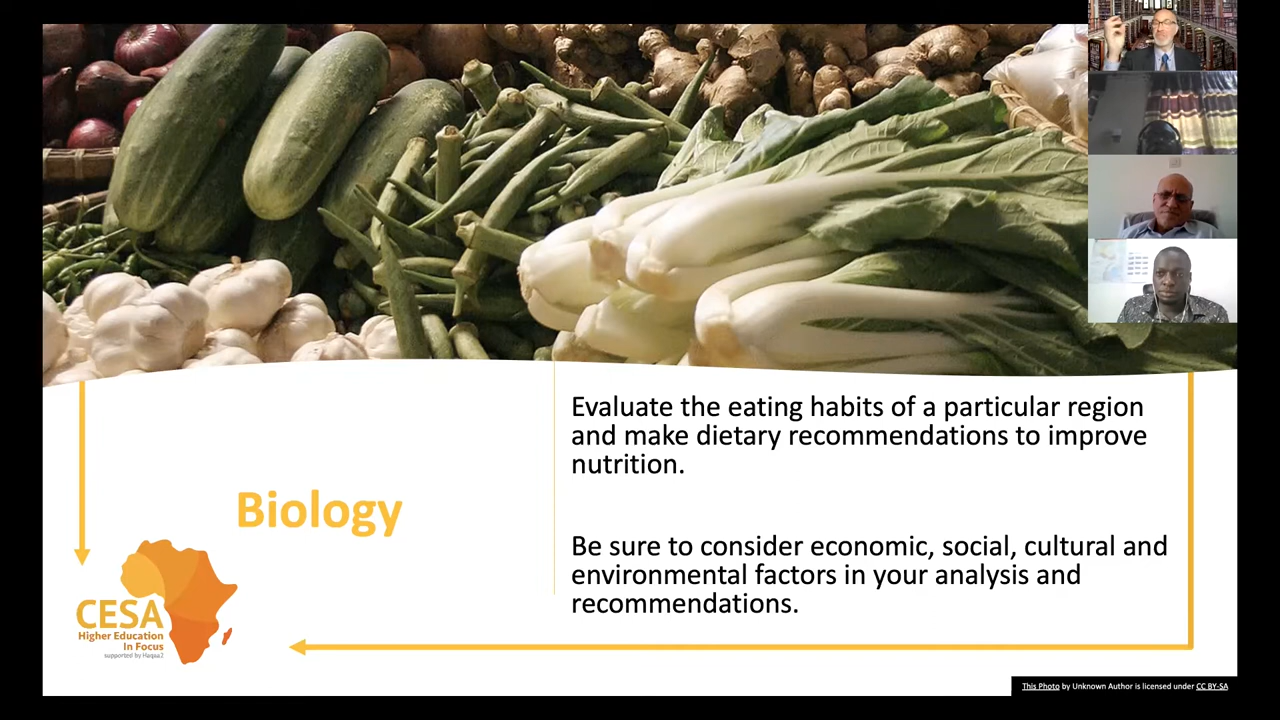 Evaluate the eating habits of a particular region
and make dietary recommendations to improve
nutrition.
Biology
Be sure to consider economic, social, cultural and
environmental factors in your analysis and
recommendations.
CESA
Higher Education
In Focus
supported by Haqaa2
This Photo by Unknown Author is licensed under CC BY-SA